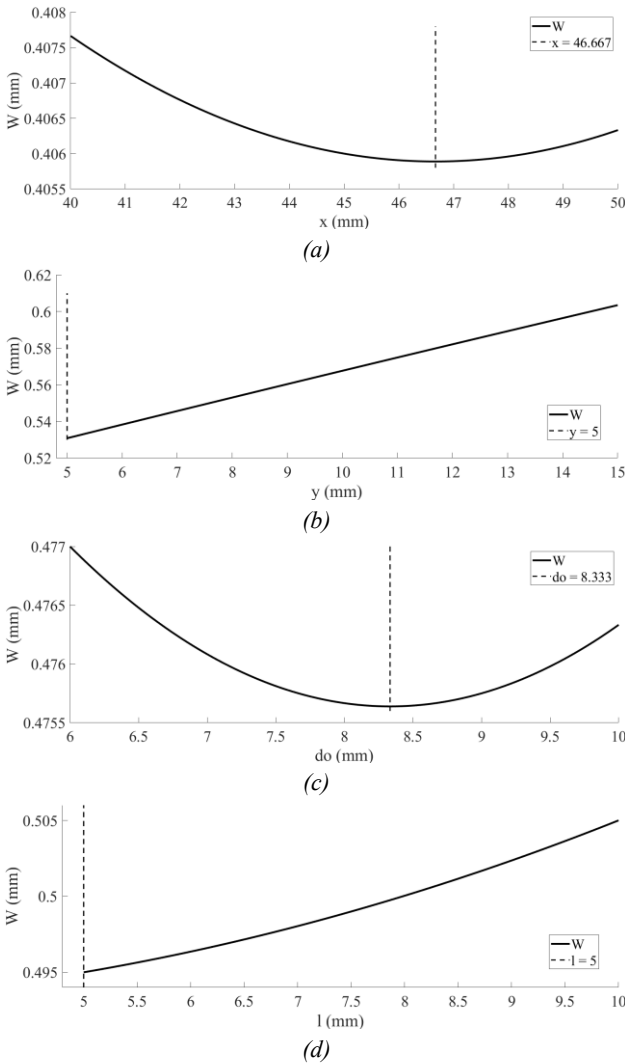 0.408
0.4075
0.407
0.4065
0.406
0.4055
W (mm)
W
x = 46.667
40 41 42 43 44 45 46 47 48 49 50
x (mm)
(a)
0.62
0.6
0.58
0.56
0.54
0.52
W (mm)
W
y = 5
5 6 7 8 9 10 11 12 13 14 15
y (mm)
(b)
0.477
0.4765
0.476
0.4755
W (mm)
W
do = 8.333
6 6.5 7 7.5 8 8.5 9 9.5 10
do (mm)
(c)
0.505
0.5
0.495
W (mm)
W
l = 5
5 5.5 6 6.5 7 7.5 8 8.5 9 9.5 10
l (mm)
(d)